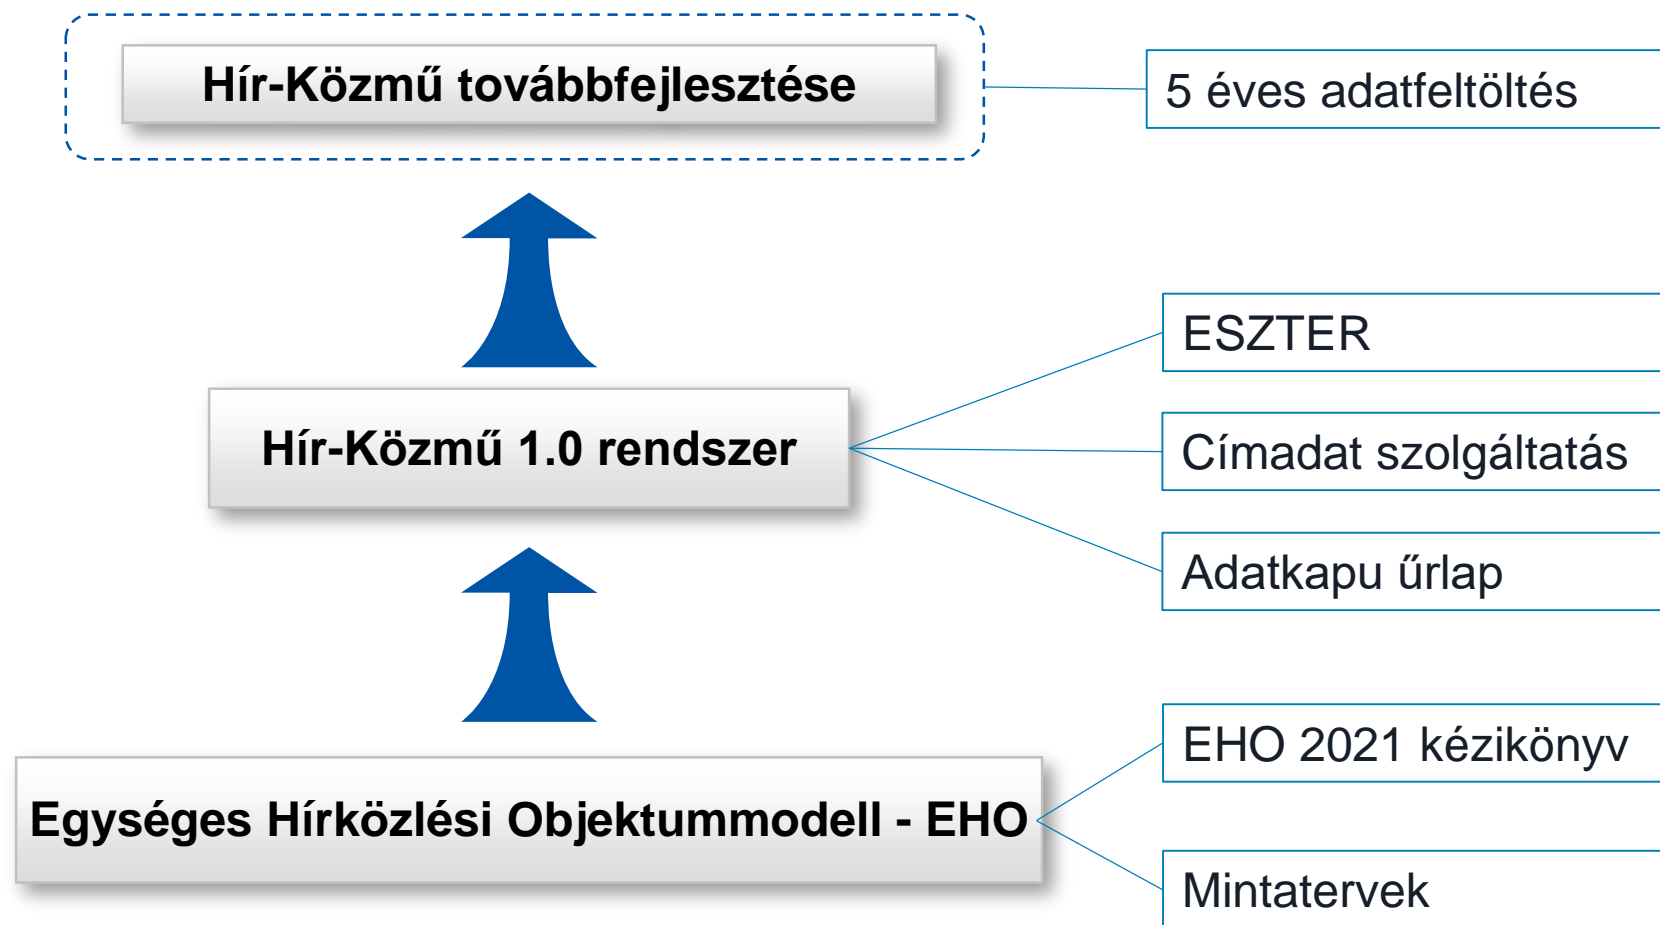 Hír-Közmű továbbfejlesztése
5 éves adatfeltöltés
Hír-Közmű 1.0 rendszer
ESZTER
Címadat szolgáltatás
Adatkapu űrlap
Egységes Hírközlési Objektummodell - EHO
EHO 2021 kézikönyv
Mintatervek